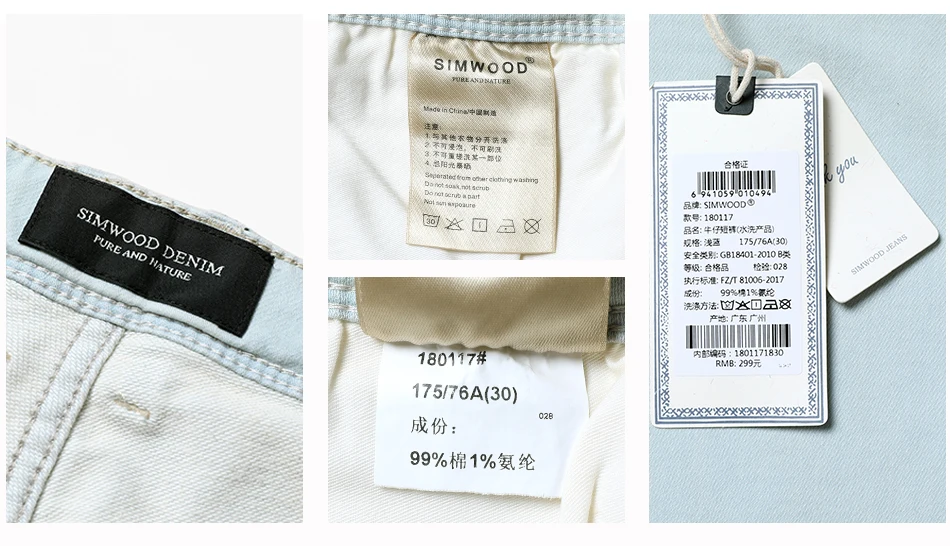 SIMWOOD DENIM
PURE AND NATURE
SIMWOOD®
PURE AND NATURE
Made in China/中国制造
注意:
1. 与其他衣物分开洗涤
2. 不可浸泡，不可刷洗
3. 不可重缝洗某一部位
4. 忌阳光暴晒
Separated from other clothing washing
Do not soak,not scrub
Do not scrub a part
Not sun exposure
30
180117#
175/76A(30)
028
成份：
99%棉1%氨纶
合格证
6 941059 010494
品牌: SIMWOOD®
款号: 180117
品名: 牛仔短裤(水洗产品)
规格: 浅蓝 175/76A(30)
安全类别: GB18401-2010 B类
等级: 合格品 检验: 028
执行标准: FZ/T 81006-2017
成份: 99%棉1%氨纶
洗涤方法:
产地: 广东 广州
内部编码：1801171830
RMB: 299元
you
SIMWOOD JEANS